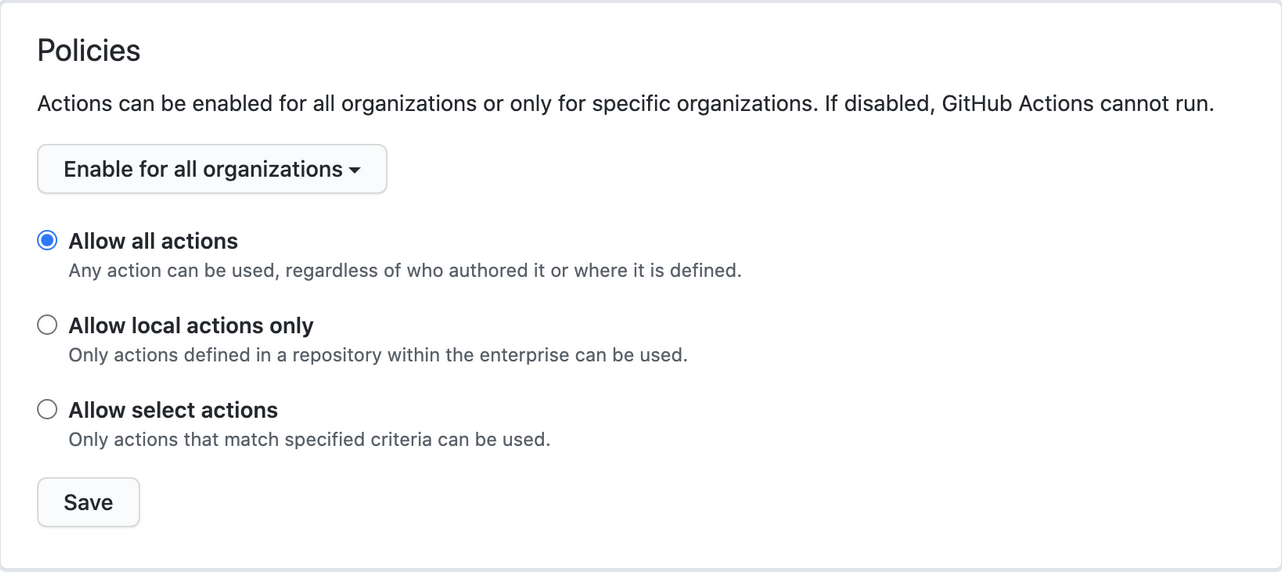 Policies
Actions can be enabled for all organizations or only for specific organizations. If disabled, GitHub Actions cannot run.
Enable for all organizations
Allow all actions
Any action can be used, regardless of who authored it or where it is defined.
Allow local actions only
Only actions defined in a repository within the enterprise can be used.
Allow select actions
Only actions that match specified criteria can be used.
Save